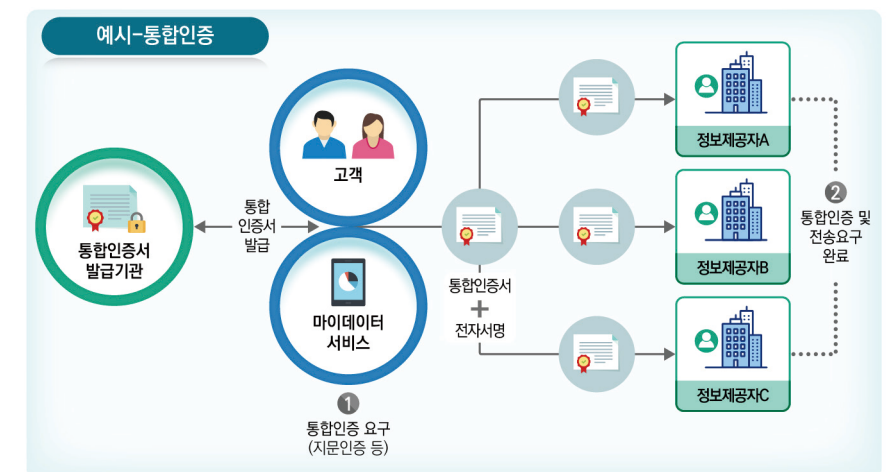 예시-통합인증
고객
통합인증서
발급기관
통합
인증서
발급
마이데이터
서비스
1
통합인증 요구
(지문인증 등)
통합인증서
+
전자서명
정보제공자A
정보제공자B
정보제공자C
2
통합인증 및
전송요구
완료